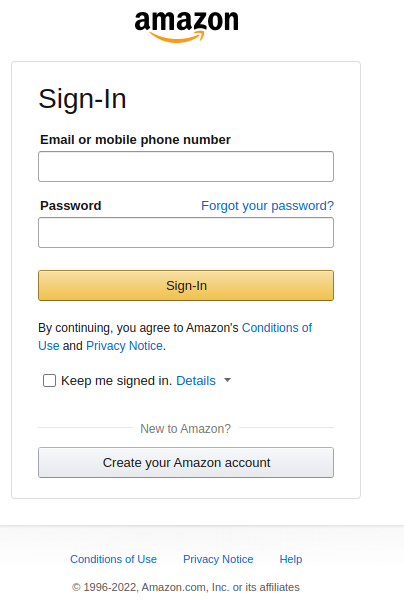 amazon
Sign-In
Email or mobile phone number
Password Forgot your password?
Sign-In
By continuing, you agree to Amazon's Conditions of
Use and Privacy Notice.
Keep me signed in. Details
New to Amazon?
Create your Amazon account
Conditions of Use Privacy Notice Help
© 1996-2022, Amazon.com, Inc. or its affiliates